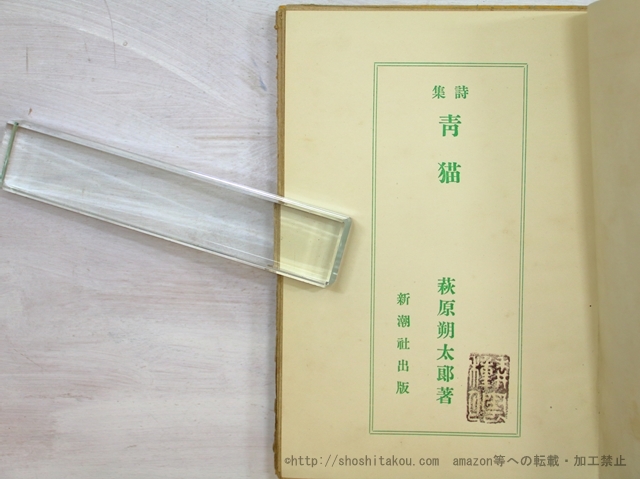 詩集
靑猫
萩原朔太郎著
新潮社出版
©http://shoshitakou.com　amazon等への転載・加工禁止